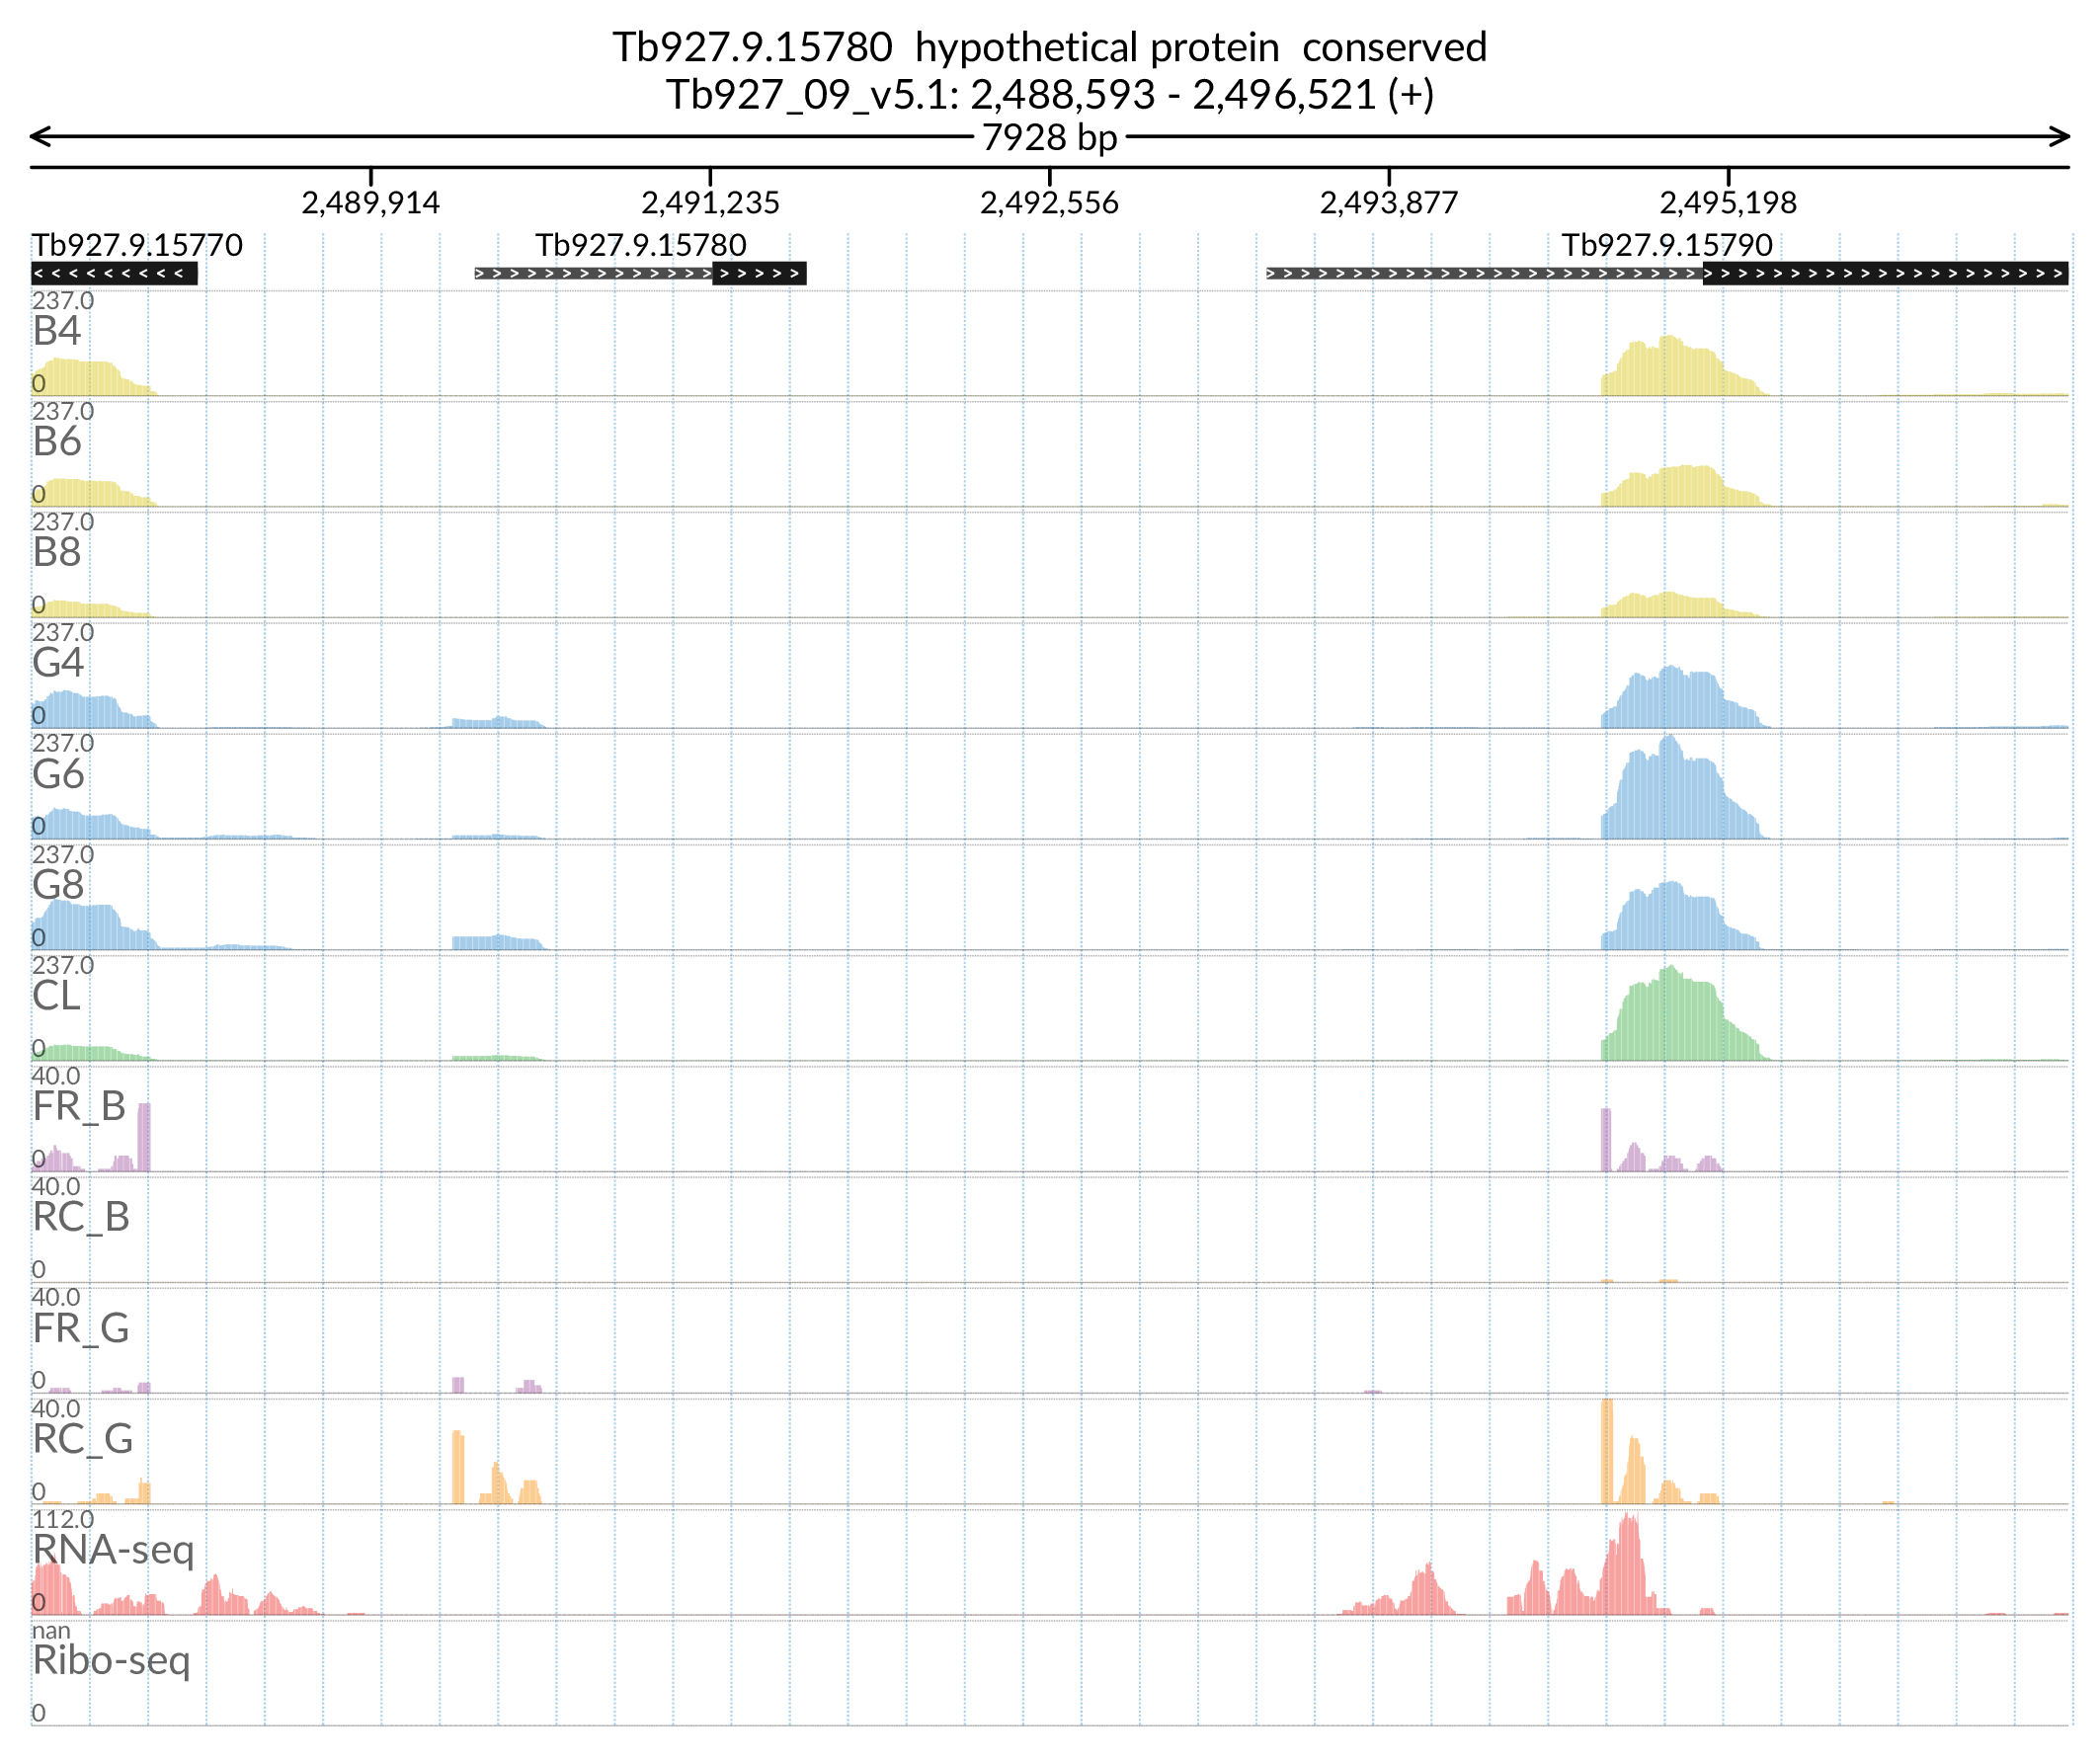 Tb927.9.15780 hypothetical protein conserved
Tb927_09_v5.1: 2,488,593 - 2,496,521 (+)
7928 bp
2,489,914 2,491,235 2,492,556 2,493,877 2,495,198
Tb927.9.15770 Tb927.9.15780 Tb927.9.15790
237.0
B4
0
237.0
B6
0
237.0
B8
0
237.0
G4
0
237.0
G6
0
237.0
G8
0
237.0
CL
0
40.0
FR_B
0
40.0
RC_B
0
40.0
FR_G
0
40.0
RC_G
0
112.0
RNA-seq
0
nan
Ribo-seq
0